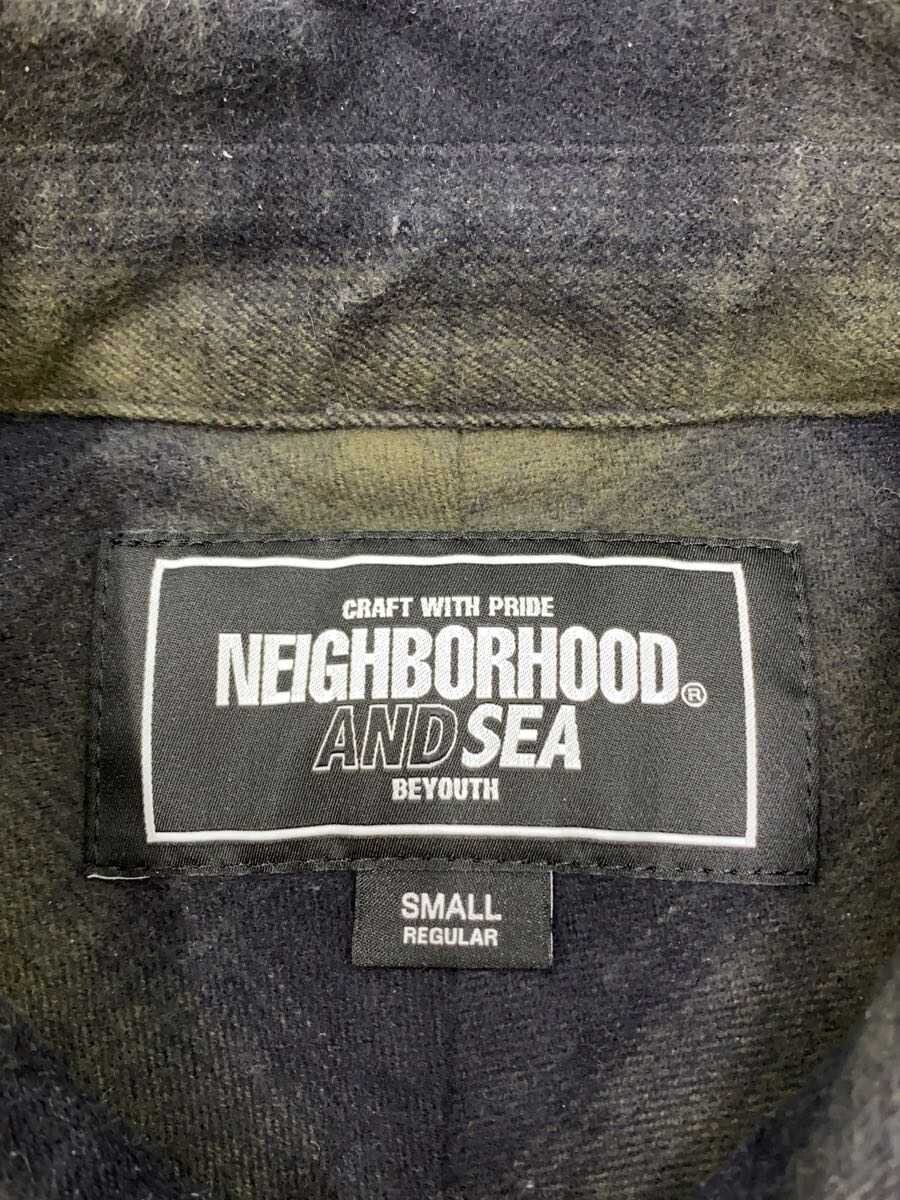 CRAFT WITH PRIDE
NEIGHBORHOOD®
AND SEA
BEYOUTH
SMALL
REGULAR